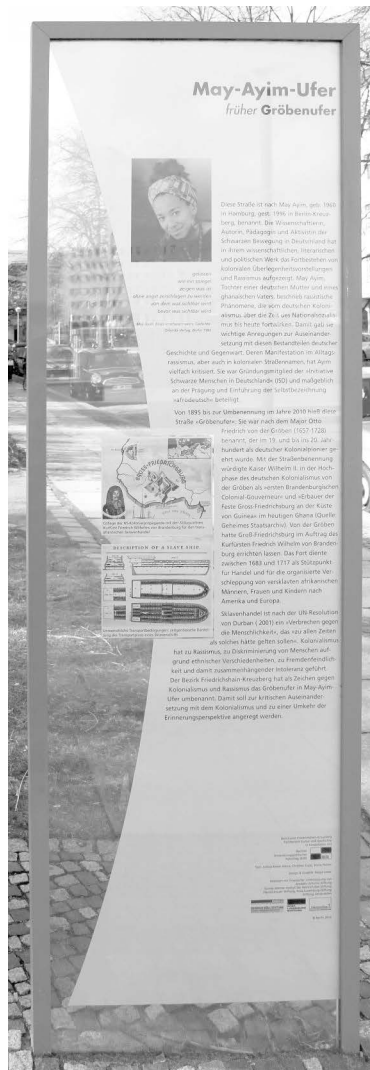 May-Ayim-Ufer
früher Gröbenufer
Diese Straße ist nach May Ayim, geb. 1960
in Hamburg, gest. 1996 in Berlin-Kreuz-
berg, benannt. Die Wissenschaftlerin,
Autorin, Pädagogin und Aktivistin der
Schwarzen Bewegung in Deutschland hat
in ihrem wissenschaftlichen, literarischen
und politischen Werk das Fortbestehen von
kolonialen Überlegenheitsvorstellungen
und Rassismus aufgezeigt. May Ayim,
Tochter einer deutschen Mutter und eines
ghanaischen Vaters, beschrieb rassistische
Phänomene, die vom deutschen Koloni-
alismus über die Zeit des Nationalsozialis-
mus bis heute fortwirken. Damit gab sie
wichtige Anregungen zur Auseinander-
setzung mit diesen Bestandteilen deutscher
Geschichte und Gegenwart. Deren Manifestation im Alltags-
rassismus, aber auch in kolonialen Straßennamen, hat Ayim
vielfach kritisiert. Sie war Gründungsmitglied der «Initiative
Schwarze Menschen in Deutschland» (ISD) und maßgeblich
an der Prägung und Einführung der Selbstbezeichnung
«afrodeutsch» beteiligt.
Von 1895 bis zur Umbenennung im Jahre 2010 hieß diese
Straße «Gröbenufer». Sie war nach dem Major Otto
Friedrich von der Gröben (1657-1728)
benannt, der im 19. und bis ins 20. Jahr-
hundert als deutscher Kolonialpionier ge-
ehrt wurde. Mit der Straßenbenennung
würdigte Kaiser Wilhelm II. in der Hoch-
phase des deutschen Kolonialismus von
der Gröben als «ersten Brandenburgischen
Colonial-Gouverneur» und «Erbauer der
Feste Gross-Friedrichsburg an der Küste
von Guinea» im heutigen Ghana (Quelle:
Geheimes Staatsarchiv). Von der Gröben
hatte Groß-Friedrichsburg im Auftrag des
Kurfürsten Friedrich Wilhelm von Branden-
burg errichten lassen. Das Fort diente
zwischen 1683 und 1717 als Stützpunkt
für Handel und für die organisierte Ver-
schleppung von versklavten afrikanischen
Männern, Frauen und Kindern nach
Amerika und Europa.
GROSS-FRIEDRICHSBURG
DESCRIPTION OF A SLAVE SHIP
Sklavenhandel ist nach der UN-Resolution
von Durban (2001) ein «Verbrechen gegen
die Menschlichkeit», das «zu allen Zeiten
als solches hätte gelten sollen». Kolonialismus
hat zu Rassismus, zu Diskriminierung von Menschen auf-
grund ethnischer Verschiedenheiten, zu Fremdenfeindlich-
keit und damit zusammenhängender Intoleranz geführt.
Der Bezirk Friedrichshain-Kreuzberg hat als Zeichen gegen
Kolonialismus und Rassismus das Gröbenufer in May-Ayim-
Ufer umbenannt. Damit soll zur kritischen Auseinander-
setzung mit dem Kolonialismus und zu einer Umkehr der
Erinnerungsperspektive angeregt werden.